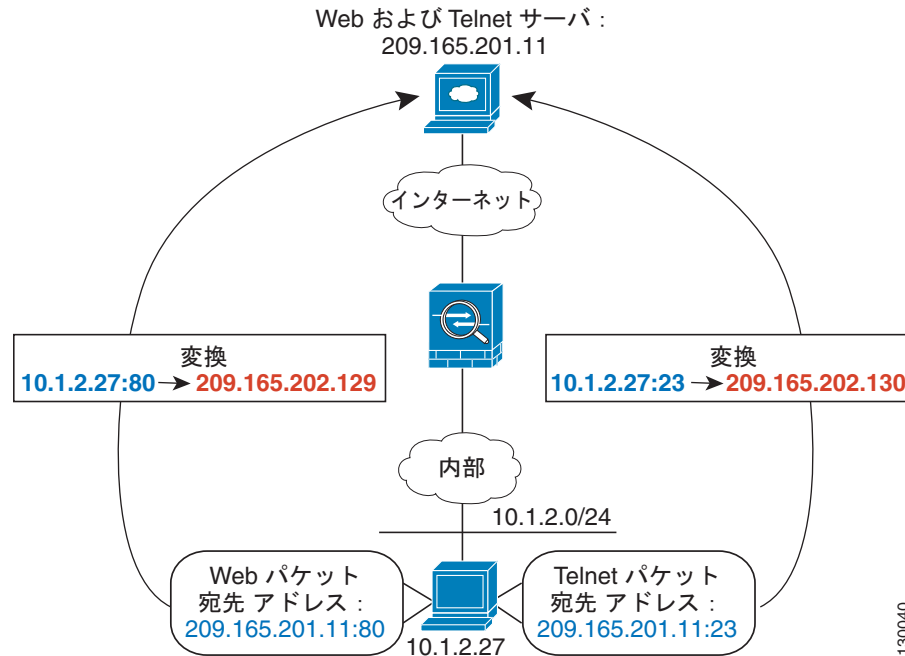 Web および Telnet サーバ：
209.165.201.11
インターネット
変換
10.1.2.27:80 → 209.165.202.129
変換
10.1.2.27:23 → 209.165.202.130
内部
10.1.2.0/24
Web パケット
宛先 アドレス：
209.165.201.11:80
Telnet パケット
宛先 アドレス：
209.165.201.11:23
10.1.2.27
130040